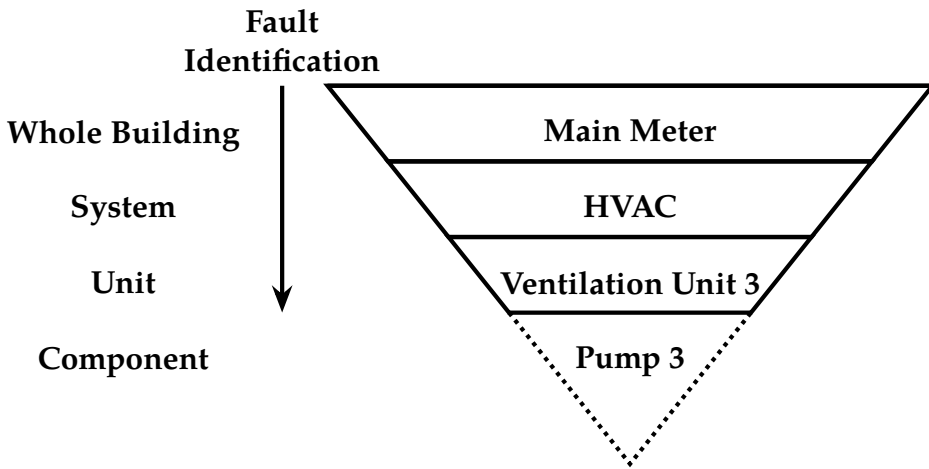 Fault
Identification
Whole Building
Main Meter
System
HVAC
Unit
Ventilation Unit 3
Component
Pump 3